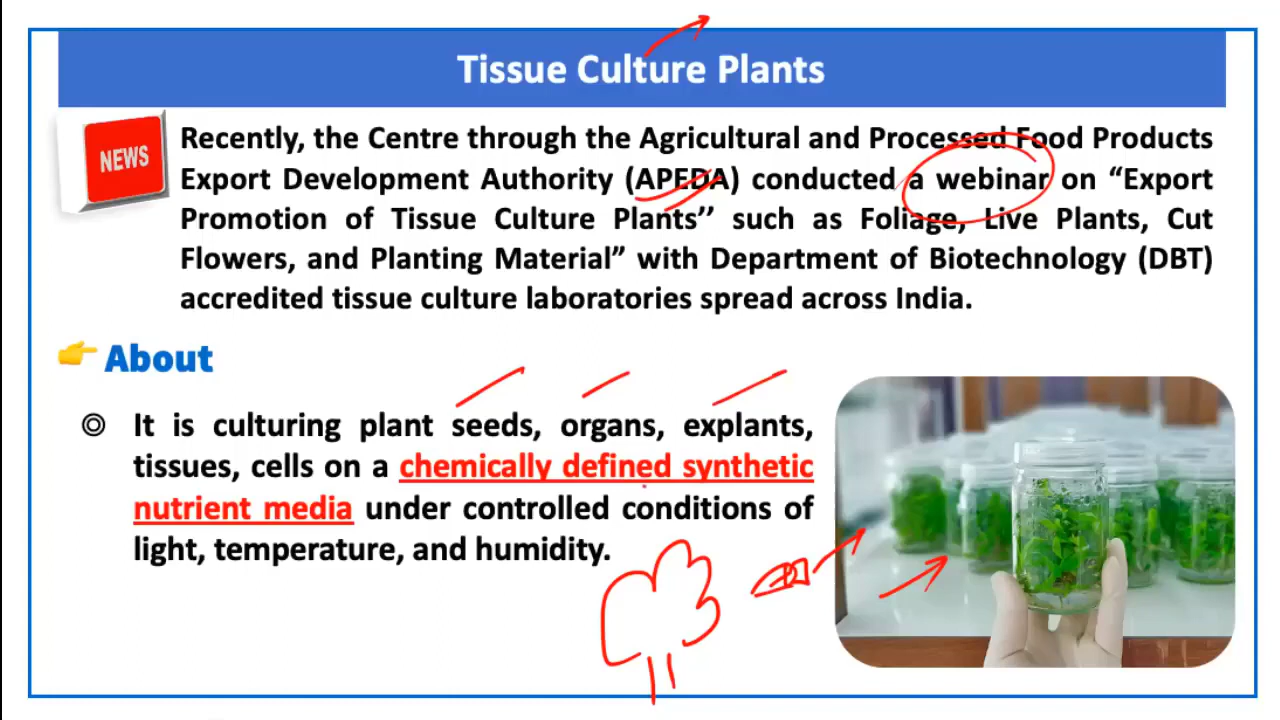 Tissue Culture Plants
NEWS
Recently, the Centre through the Agricultural and Processed Food Products
Export Development Authority (APEDA) conducted a webinar on “Export
Promotion of Tissue Culture Plants’’ such as Foliage, Live Plants, Cut
Flowers, and Planting Material” with Department of Biotechnology (DBT)
accredited tissue culture laboratories spread across India.
About
It is culturing plant seeds, organs, explants,
tissues, cells on a chemically defined synthetic
nutrient media under controlled conditions of
light, temperature, and humidity.